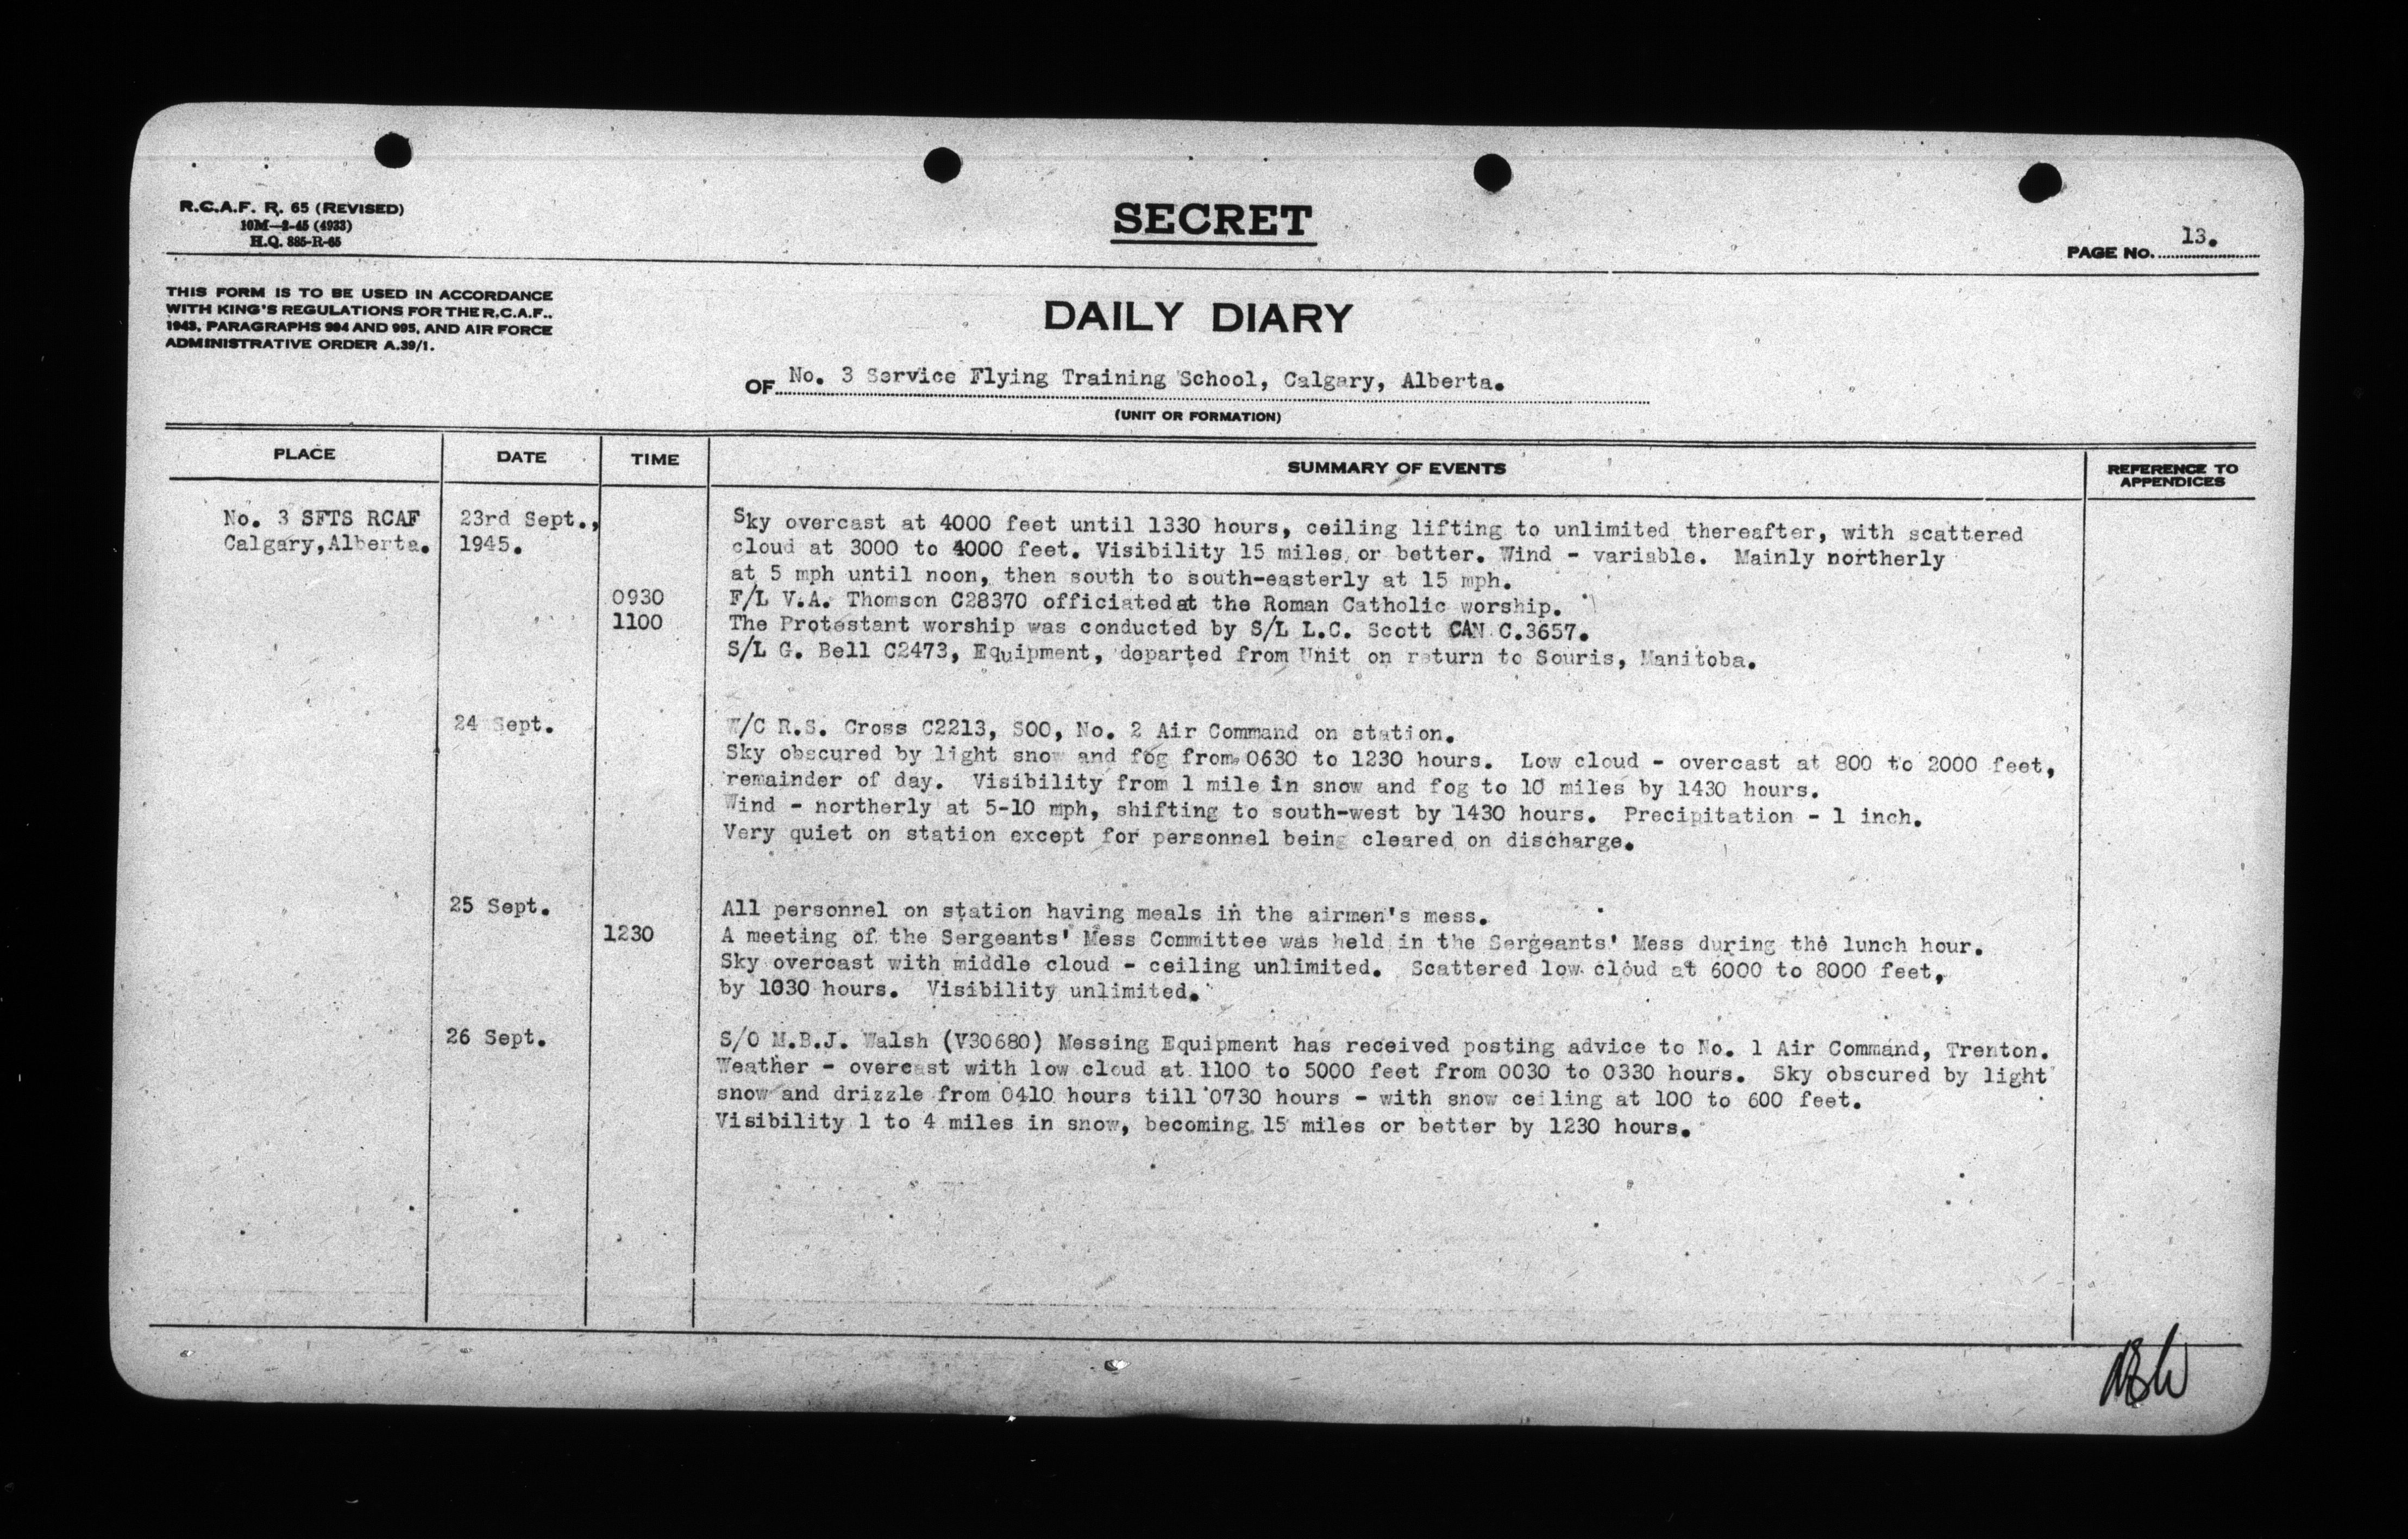 R.C.A.F. R. 65 (REVISED)
10M—2-45 (4933)
H.Q. 885-R-65
SECRET
PAGE No. 13.
THIS FORM IS TO BE USED IN ACCORDANCE
WITH KING'S REGULATIONS FOR THE R.C.A.F.,
1943, PARAGRAPHS 994 AND 995, AND AIR FORCE
ADMINISTRATIVE ORDER A.39/1.
DAILY DIARY
OF No. 3 Service Flying Training School, Calgary, Alberta.
(UNIT OR FORMATION)
PLACE DATE TIME SUMMARY OF EVENTS REFERENCE TO
APPENDICES
No. 3 SFTS RCAF 23rd Sept., Sky overcast at 4000 feet until 1330 hours, ceiling lifting to unlimited thereafter, with scattered
Calgary, Alberta. 1945. cloud at 3000 to 4000 feet. Visibility 15 miles or better. Wind - variable. Mainly northerly
at 5 mph until noon, then south to south-easterly at 15 mph.
0930 F/L V.A. Thomson C28370 officiated at the Roman Catholic worship.
1100 The Protestant worship was conducted by S/L L.C. Scott CAN C.3657.
S/L G. Bell C2473, Equipment, departed from Unit on return to Souris, Manitoba.
24 Sept. W/C R.S. Cross C2213, SOO, No. 2 Air Command on station.
Sky obscured by light snow and fog from 0630 to 1230 hours. Low cloud - overcast at 800 to 2000 feet,
remainder of day. Visibility from 1 mile in snow and fog to 10 miles by 1430 hours.
Wind - northerly at 5-10 mph, shifting to south-west by 1430 hours. Precipitation - 1 inch.
Very quiet on station except for personnel being cleared on discharge.
25 Sept. All personnel on station having meals in the airmen's mess.
1230 A meeting of the Sergeants' Mess Committee was held in the Sergeants' Mess during the lunch hour.
Sky overcast with middle cloud - ceiling unlimited. Scattered low cloud at 6000 to 8000 feet,
by 1030 hours. Visibility unlimited.
26 Sept. S/O M.B.J. Walsh (V30680) Messing Equipment has received posting advice to No. 1 Air Command, Trenton.
Weather - overcast with low cloud at 1100 to 5000 feet from 0030 to 0330 hours. Sky obscured by light
snow and drizzle from 0410 hours till 0730 hours - with snow ceiling at 100 to 600 feet.
Visibility 1 to 4 miles in snow, becoming 15 miles or better by 1230 hours.